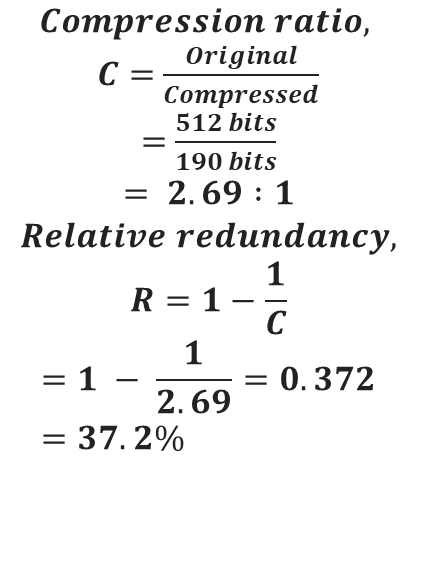 Compression ratio,
C = Original / Compressed
= 512 bits / 190 bits
= 2.69 : 1
Relative redundancy,
R = 1 − 1 / C
= 1 − 1 / 2.69 = 0.372
= 37.2%